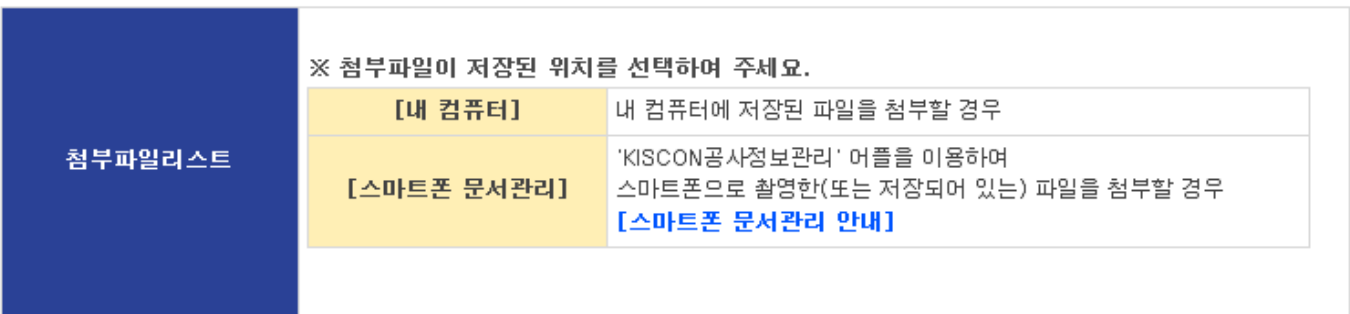 ※ 첨부파일이 저장된 위치를 선택하여 주세요.
[내 컴퓨터]
내 컴퓨터에 저장된 파일을 첨부할 경우
첨부파일리스트
[스마트폰 문서관리]
'KISCON공사정보관리' 어플을 이용하여
스마트폰으로 촬영한(또는 저장되어 있는) 파일을 첨부할 경우
[스마트폰 문서관리 안내]